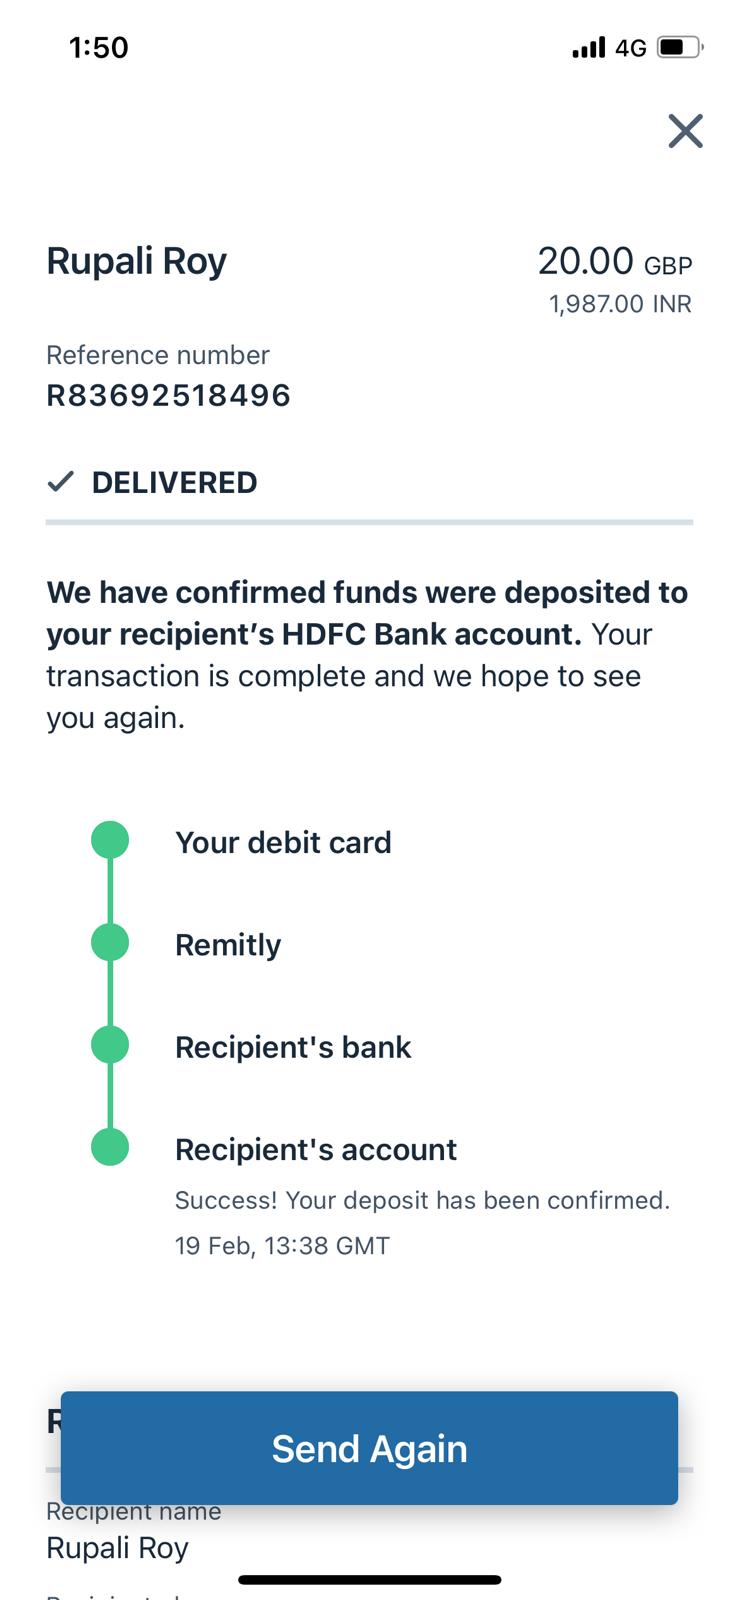 1:50
4G
Rupali Roy
20.00 GBP
1,987.00 INR
Reference number
R83692518496
DELIVERED
We have confirmed funds were deposited to
your recipient’s HDFC Bank account. Your
transaction is complete and we hope to see
you again.
Your debit card
Remitly
Recipient's bank
Recipient's account
Success! Your deposit has been confirmed.
19 Feb, 13:38 GMT
Send Again
Recipient name
Rupali Roy